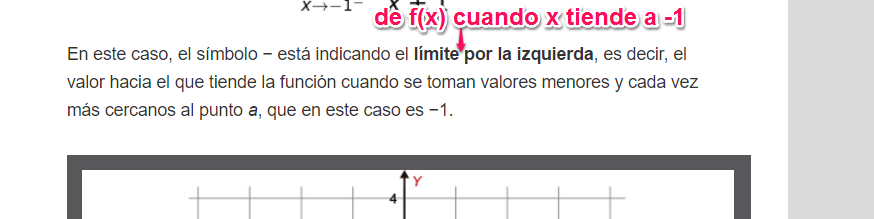 x→−1⁻
de f(x) cuando x tiende a -1
En este caso, el símbolo − está indicando el límite por la izquierda, es decir, el
valor hacia el que tiende la función cuando se toman valores menores y cada vez
más cercanos al punto a, que en este caso es −1.
Y
4